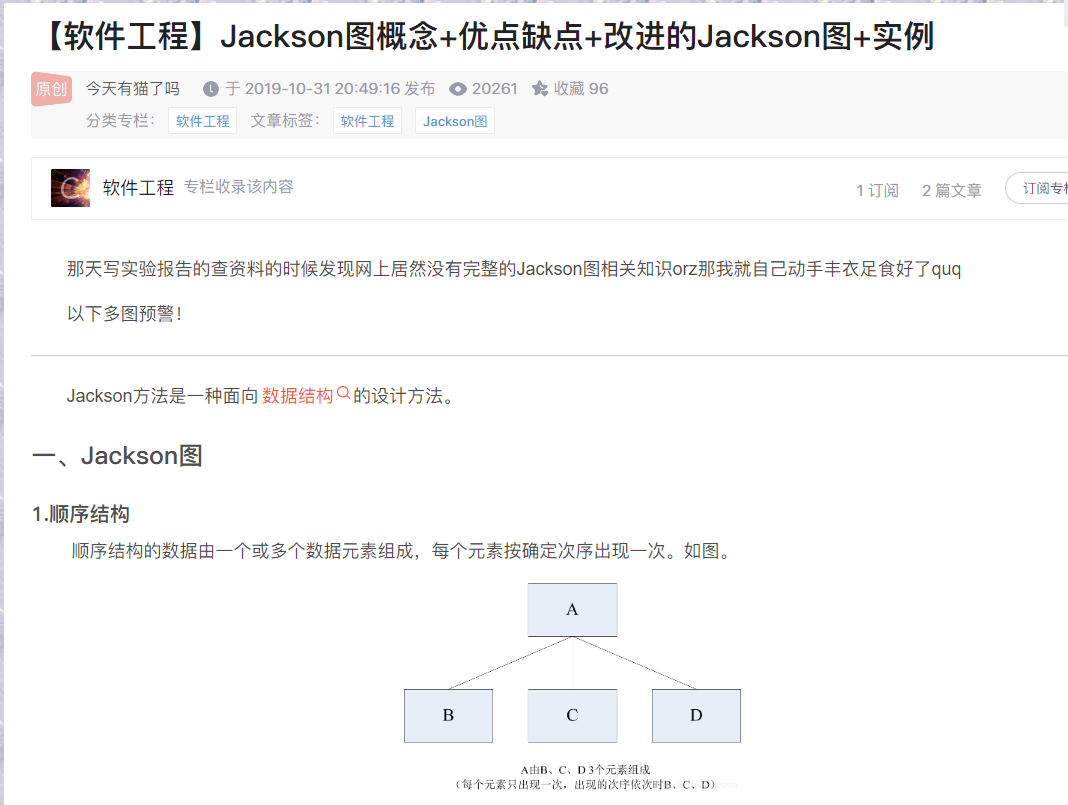 【软件工程】Jackson图概念+优点缺点+改进的Jackson图+实例
原创 今天有猫了吗 于 2019-10-31 20:49:16 发布 20261 收藏 96
分类专栏： 软件工程 文章标签： 软件工程 Jackson图
软件工程 专栏收录该内容 1 订阅 2 篇文章 订阅专栏
那天写实验报告的查资料的时候发现网上居然没有完整的Jackson图相关知识orz那我就自己动手丰衣足食好了quq
以下多图预警！
Jackson方法是一种面向数据结构的设计方法。
一、Jackson图
1.顺序结构
顺序结构的数据由一个或多个数据元素组成，每个元素按确定次序出现一次。如图。
A
B C D
A由B、C、D 3个元素组成
（每个元素只出现一次，出现的次序依次时B、C、D）